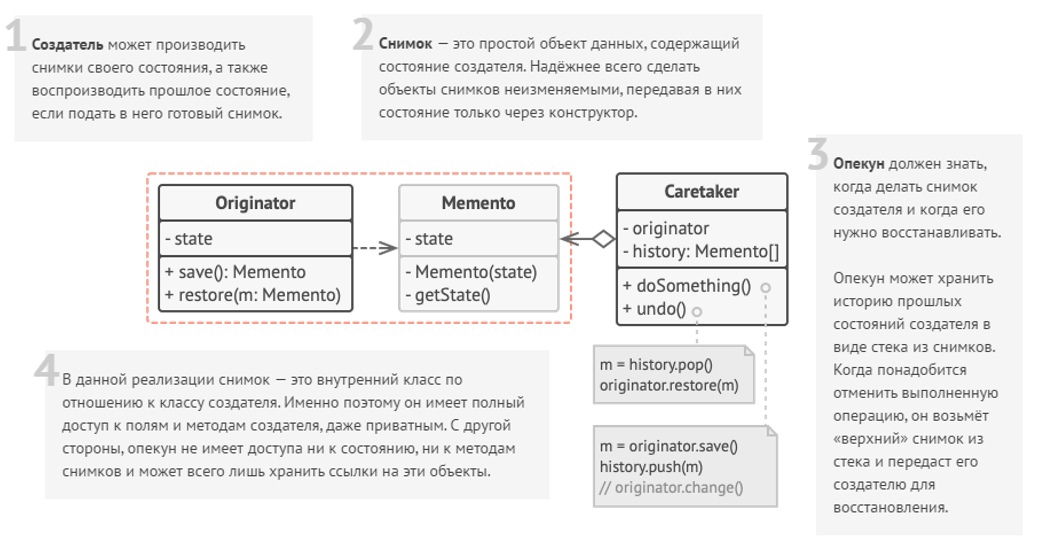 1
Создатель может производить
снимки своего состояния, а также
воспроизводить прошлое состояние,
если подать в него готовый снимок.
2
Снимок — это простой объект данных, содержащий
состояние создателя. Надёжнее всего сделать
объекты снимков неизменяемыми, передавая в них
состояние только через конструктор.
3
Опекун должен знать,
когда делать снимок
создателя и когда его
нужно восстанавливать.
Опекун может хранить
историю прошлых
состояний создателя в
виде стека из снимков.
Когда понадобится
отменить выполненную
операцию, он возьмёт
«верхний» снимок из
стека и передаст его
создателю для
восстановления.
Originator
- state
+ save(): Memento
+ restore(m: Memento)
Memento
- state
- Memento(state)
- getState()
Caretaker
- originator
- history: Memento[]
+ doSomething()
+ undo()
m = history.pop()
originator.restore(m)
m = originator.save()
history.push(m)
// originator.change()
4
В данной реализации снимок — это внутренний класс по
отношению к классу создателя. Именно поэтому он имеет полный
доступ к полям и методам создателя, даже приватным. С другой
стороны, опекун не имеет доступа ни к состоянию, ни к методам
снимков и может всего лишь хранить ссылки на эти объекты.